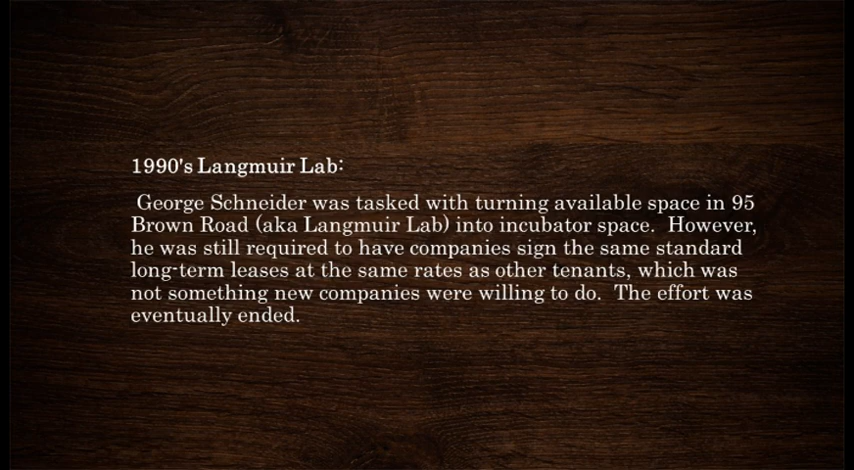 1990's Langmuir Lab:
George Schneider was tasked with turning available space in 95
Brown Road (aka Langmuir Lab) into incubator space.  However,
he was still required to have companies sign the same standard
long-term leases at the same rates as other tenants, which was
not something new companies were willing to do.  The effort was
eventually ended.